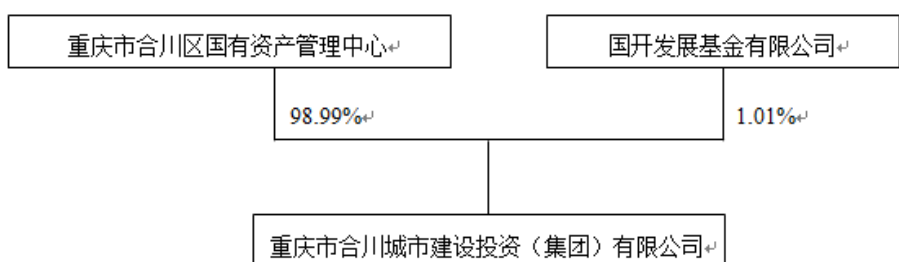 重庆市合川区国有资产管理中心
国开发展基金有限公司
98.99%
1.01%
重庆市合川城市建设投资（集团）有限公司